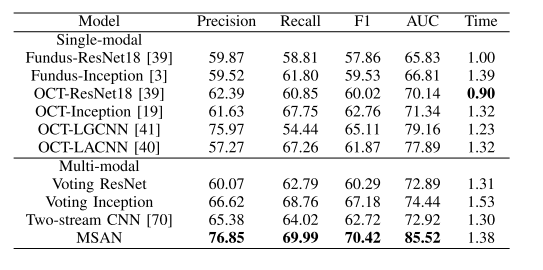 Model Precision Recall F1 AUC Time
Single-modal
Fundus-ResNet18 [39] 59.87 58.81 57.86 65.83 1.00
Fundus-Inception [3] 59.52 61.80 59.53 66.81 1.39
OCT-ResNet18 [39] 62.39 60.85 60.02 70.14 0.90
OCT-Inception [19] 61.63 67.75 62.76 71.34 1.32
OCT-LGCNN [41] 75.97 54.44 65.11 79.16 1.23
OCT-LACNN [40] 57.27 67.26 61.87 77.89 1.32
Multi-modal
Voting ResNet 60.07 62.79 60.29 72.89 1.31
Voting Inception 66.62 68.76 67.18 74.44 1.53
Two-stream CNN [70] 65.38 64.02 62.72 72.92 1.30
MSAN 76.85 69.99 70.42 85.52 1.38